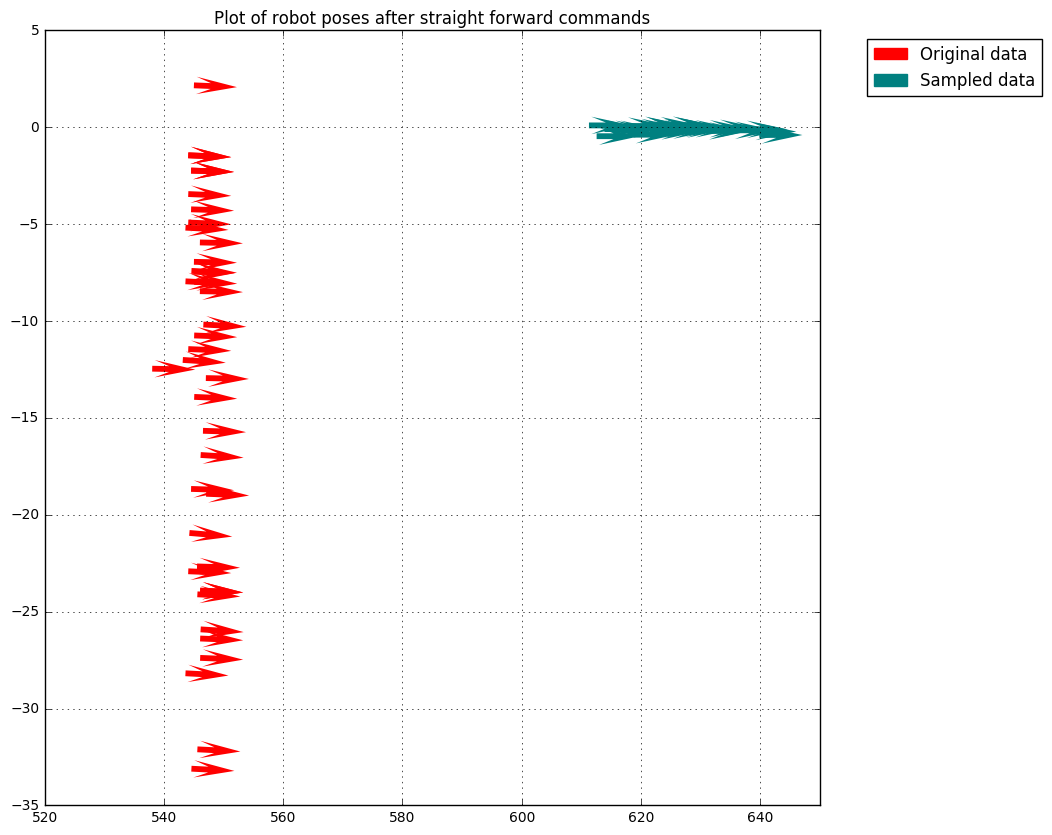 Plot of robot poses after straight forward commands
Original data
Sampled data
5
0
−5
−10
−15
−20
−25
−30
−35
520 540 560 580 600 620 640